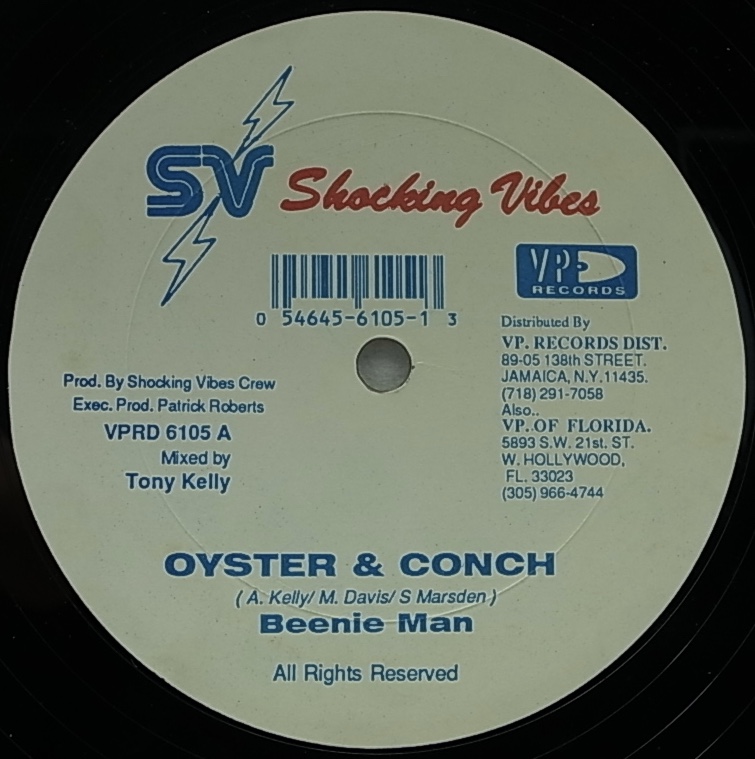 SV Shocking Vibes
VP RECORDS
0 54645-6105-1 3
Distributed By
VP. RECORDS DIST.
89-05 138th STREET.
JAMAICA, N.Y. 11435.
(718) 291-7058
Also..
VP. OF FLORIDA.
5893 S.W. 21st. ST.
W. HOLLYWOOD,
FL. 33023
(305) 966-4744
Prod. By Shocking Vibes Crew
Exec. Prod. Patrick Roberts
VPRD 6105 A
Mixed by
Tony Kelly
OYSTER & CONCH
( A. Kelly/ M. Davis/ S Marsden )
Beenie Man
All Rights Reserved